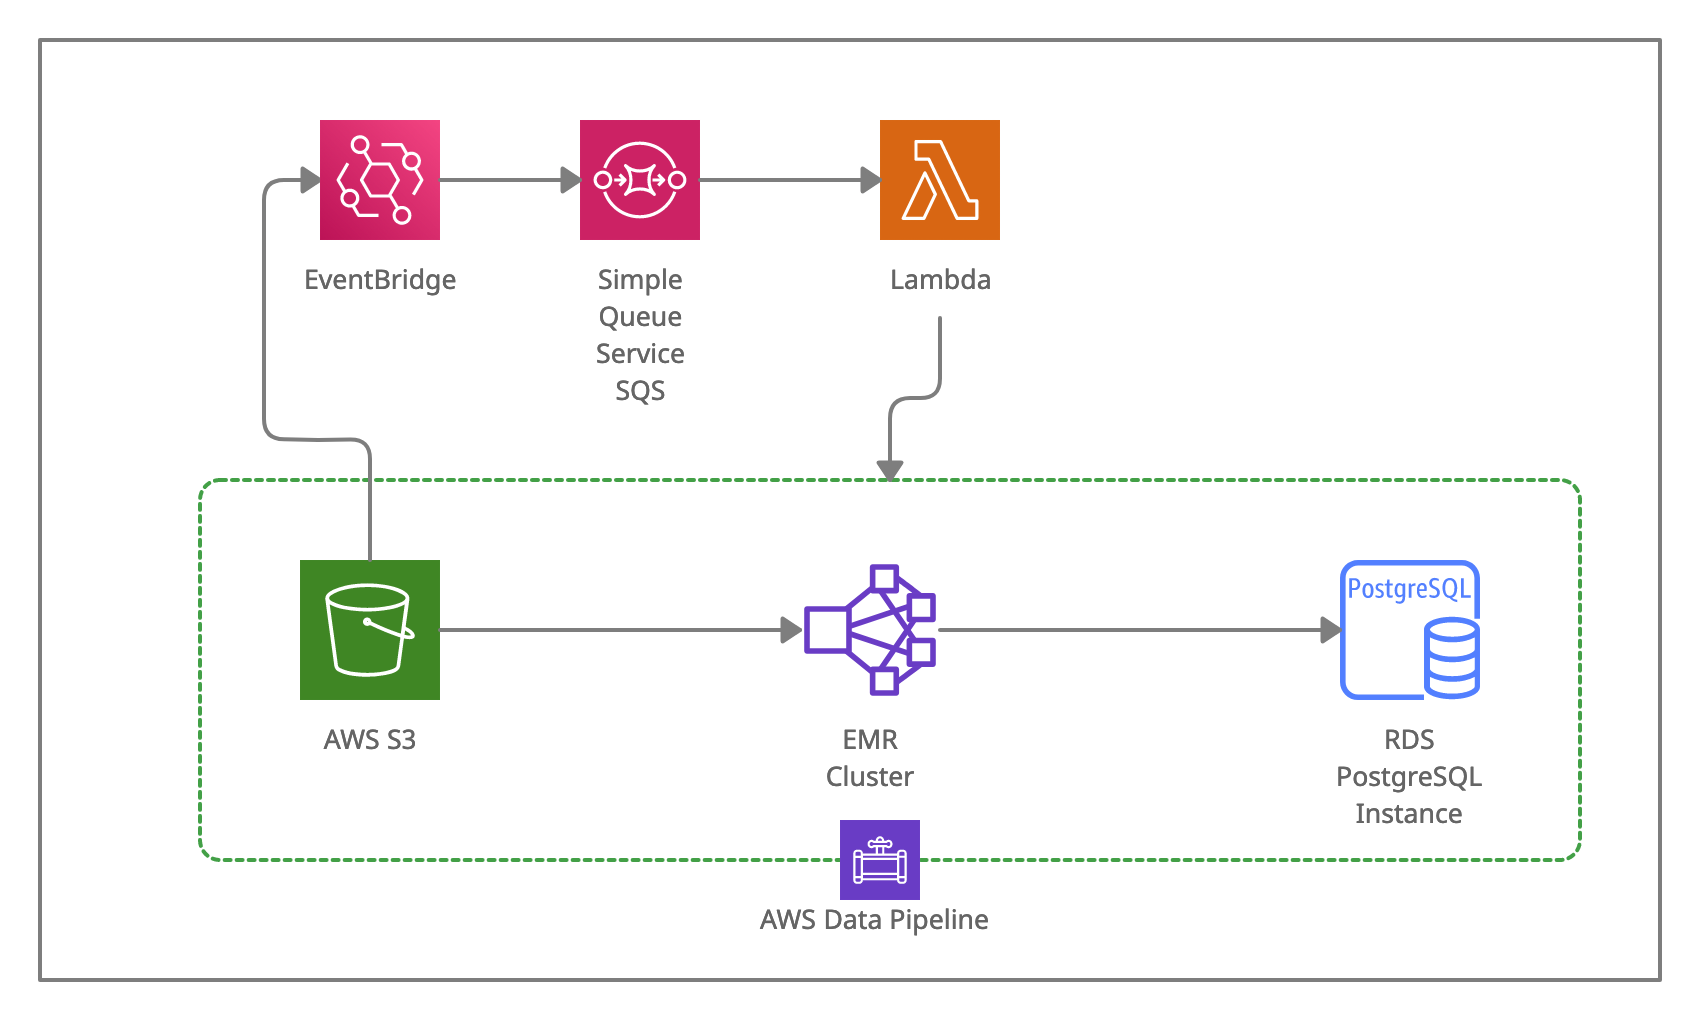 EventBridge
Simple
Queue
Service
SQS
Lambda
AWS S3
EMR
Cluster
PostgreSQL
RDS
PostgreSQL
Instance
AWS Data Pipeline